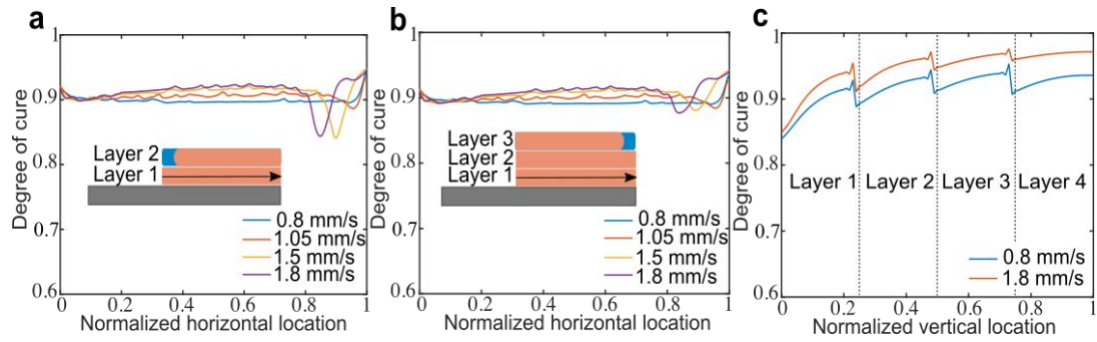 a
1
0.9
0.8
0.7
0.6
Degree of cure
Layer 2
Layer 1
0.8 mm/s
1.05 mm/s
1.5 mm/s
1.8 mm/s
0 0.2 0.4 0.6 0.8 1
Normalized horizontal location
b
1
0.9
0.8
0.7
0.6
Degree of cure
Layer 3
Layer 2
Layer 1
0.8 mm/s
1.05 mm/s
1.5 mm/s
1.8 mm/s
0 0.2 0.4 0.6 0.8 1
Normalized horizontal location
c
1
0.9
0.8
0.7
0.6
Degree of cure
Layer 1 Layer 2 Layer 3 Layer 4
0.8 mm/s
1.8 mm/s
0 0.2 0.4 0.6 0.8 1
Normalized vertical location